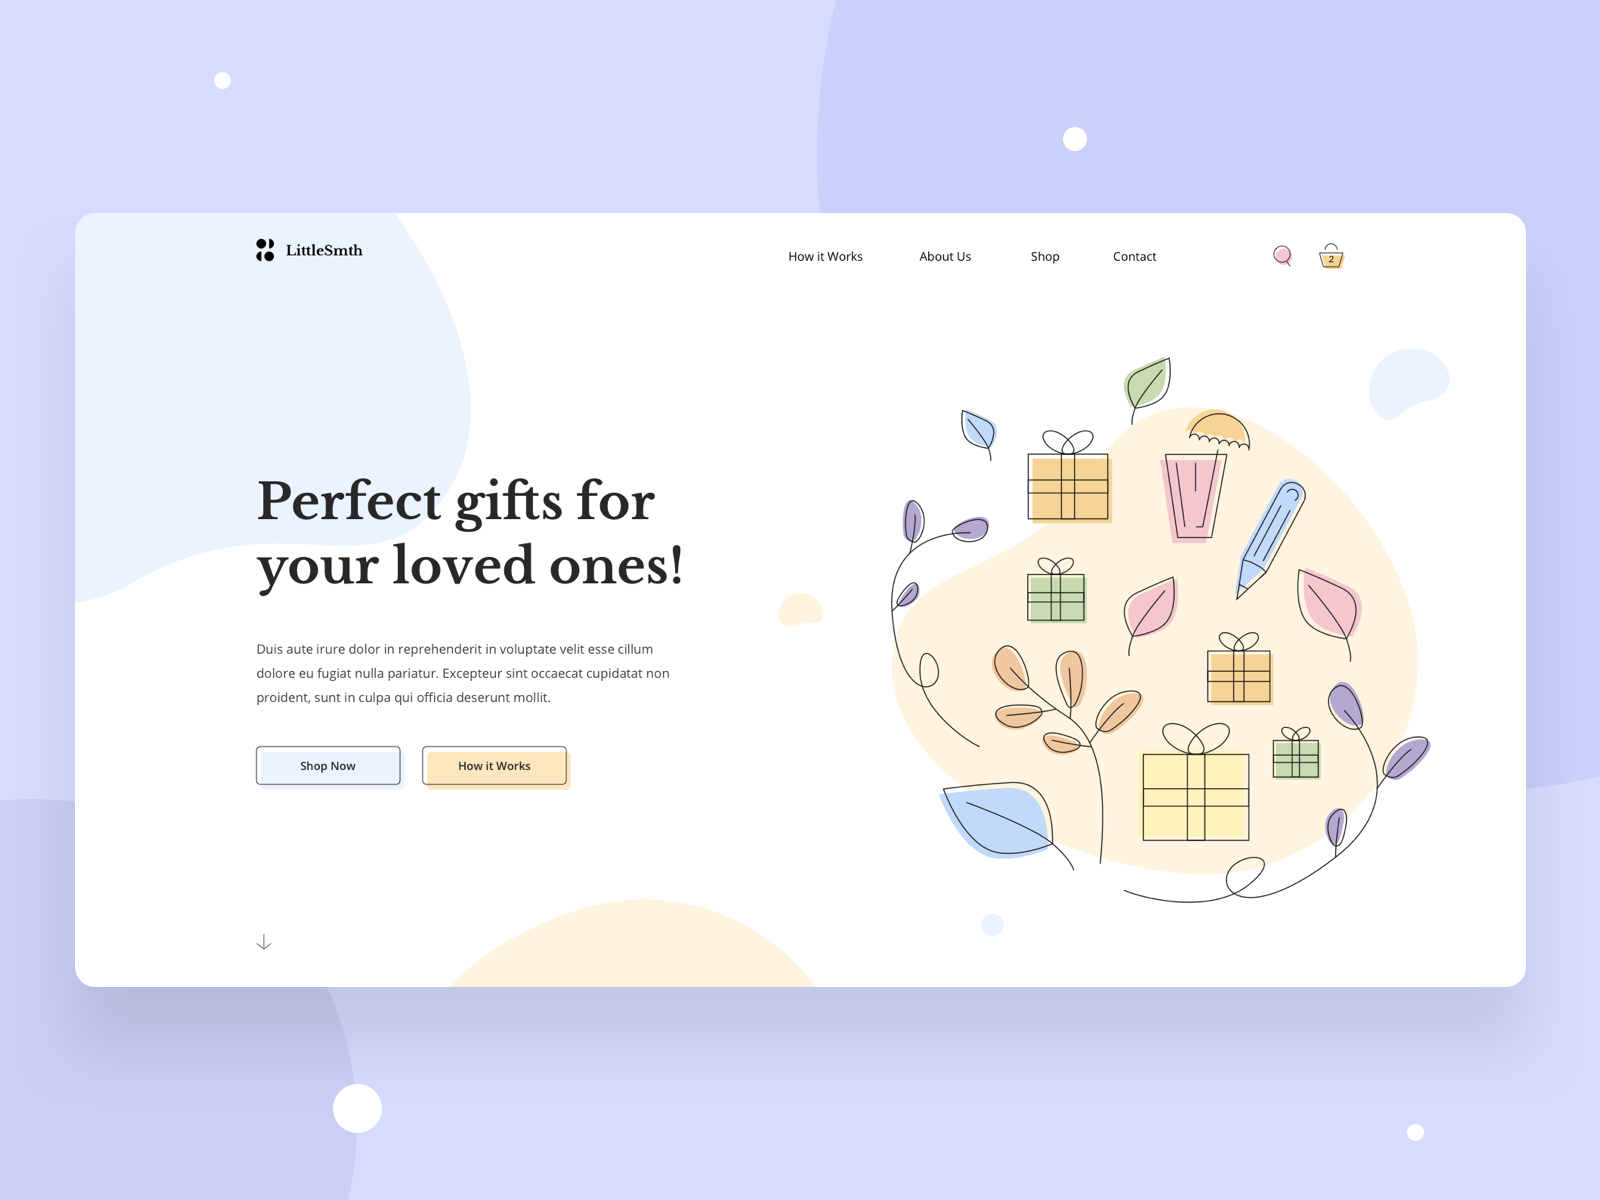 LittleSmth
How it Works
About Us
Shop
Contact
2
Perfect gifts for
your loved ones!
Duis aute irure dolor in reprehenderit in voluptate velit esse cillum
dolore eu fugiat nulla pariatur. Excepteur sint occaecat cupidatat non
proident, sunt in culpa qui officia deserunt mollit.
Shop Now
How it Works